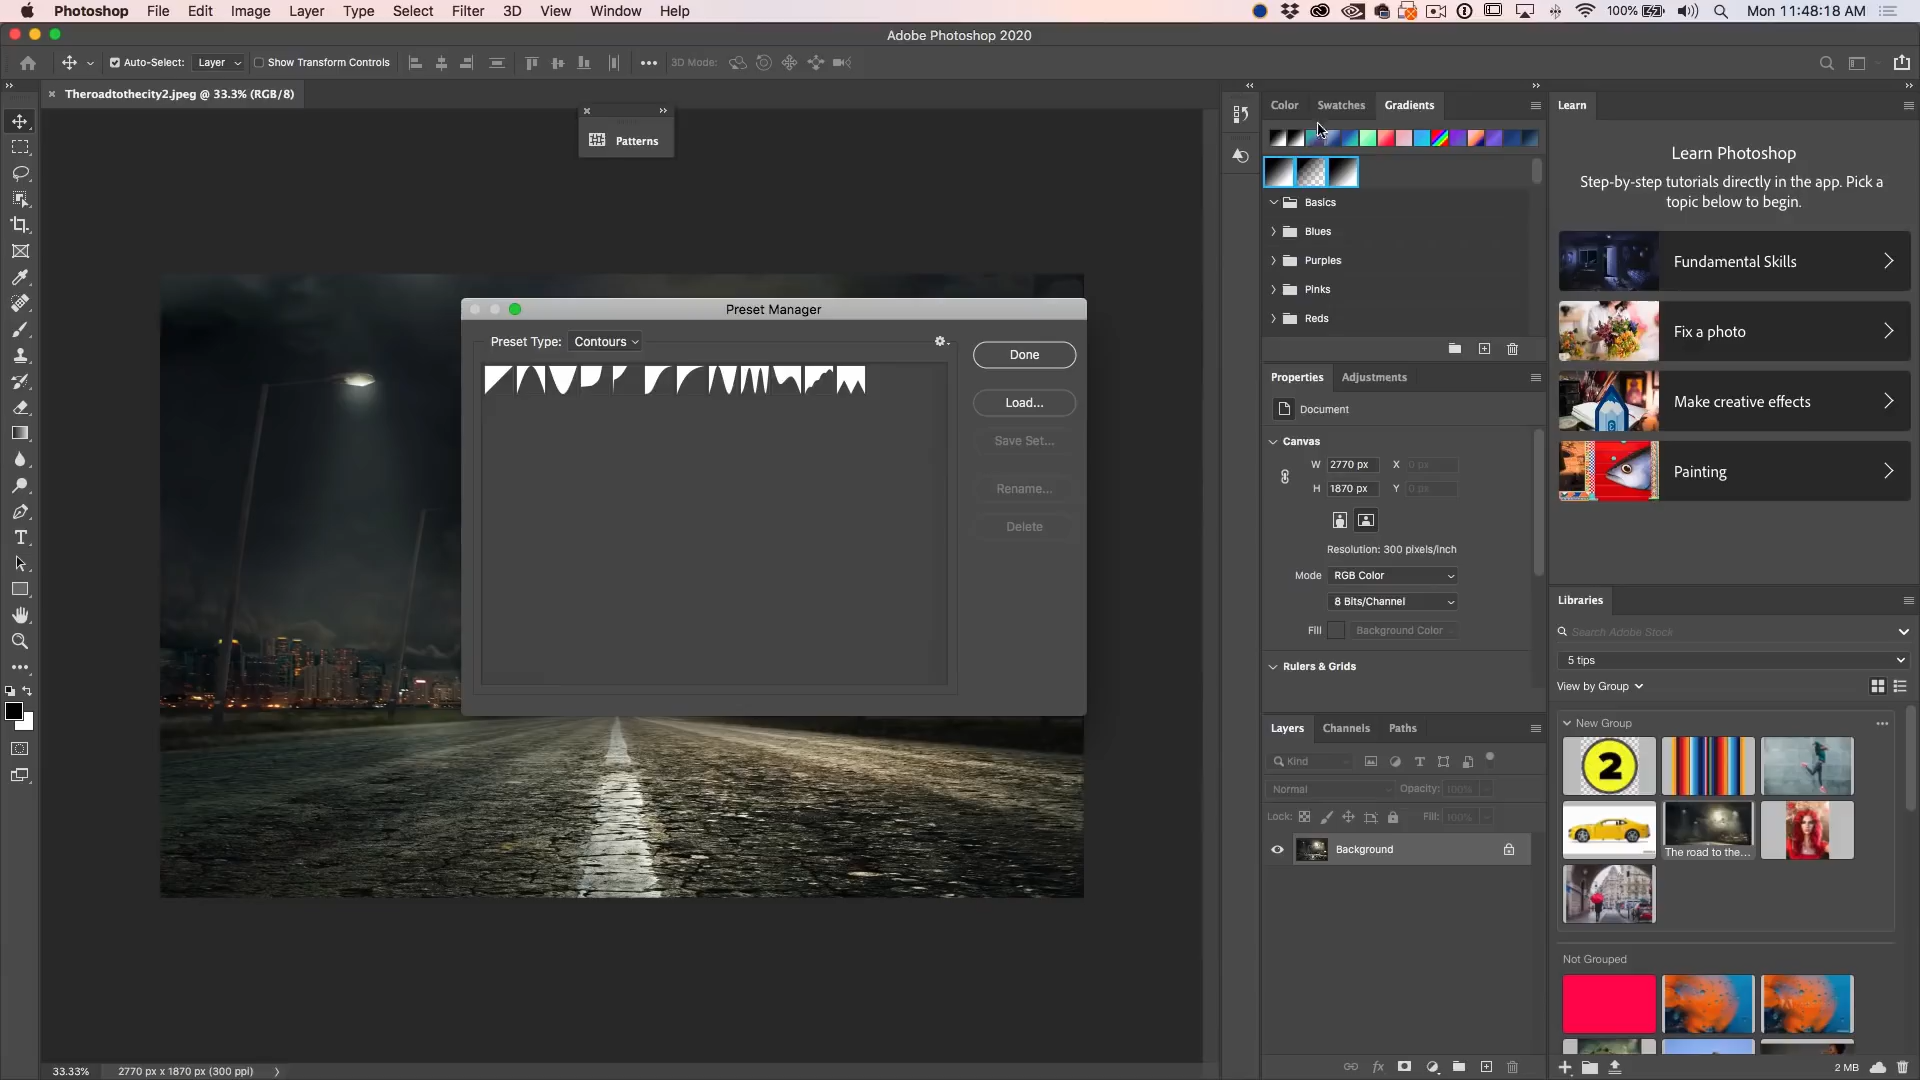 Photoshop File Edit Image Layer Type Select Filter 3D View Window Help
100% Mon 11:48:18 AM
Adobe Photoshop 2020
Auto-Select: Layer Show Transform Controls 3D Mode:
Theroadtothecity2.jpeg @ 33.3% (RGB/8)
Patterns
Color Swatches Gradients
Basics
Blues
Purples
Pinks
Reds
Learn
Learn Photoshop
Step-by-step tutorials directly in the app. Pick a
topic below to begin.
Fundamental Skills
Fix a photo
Make creative effects
Painting
Preset Manager
Preset Type: Contours
Done
Load...
Save Set...
Rename...
Delete
Properties Adjustments
Document
Canvas
W 2770 px X 0 px
H 1870 px Y 0 px
Resolution: 300 pixels/inch
Mode RGB Color
8 Bits/Channel
Fill Background Color
Rulers & Grids
Layers Channels Paths
Kind
Normal Opacity: 100%
Lock: Fill: 100%
Background
Libraries
Search Adobe Stock
5 tips
View by Group
New Group
2
The road to the...
Not Grouped
2 MB
33.33% 2770 px x 1870 px (300 ppi)